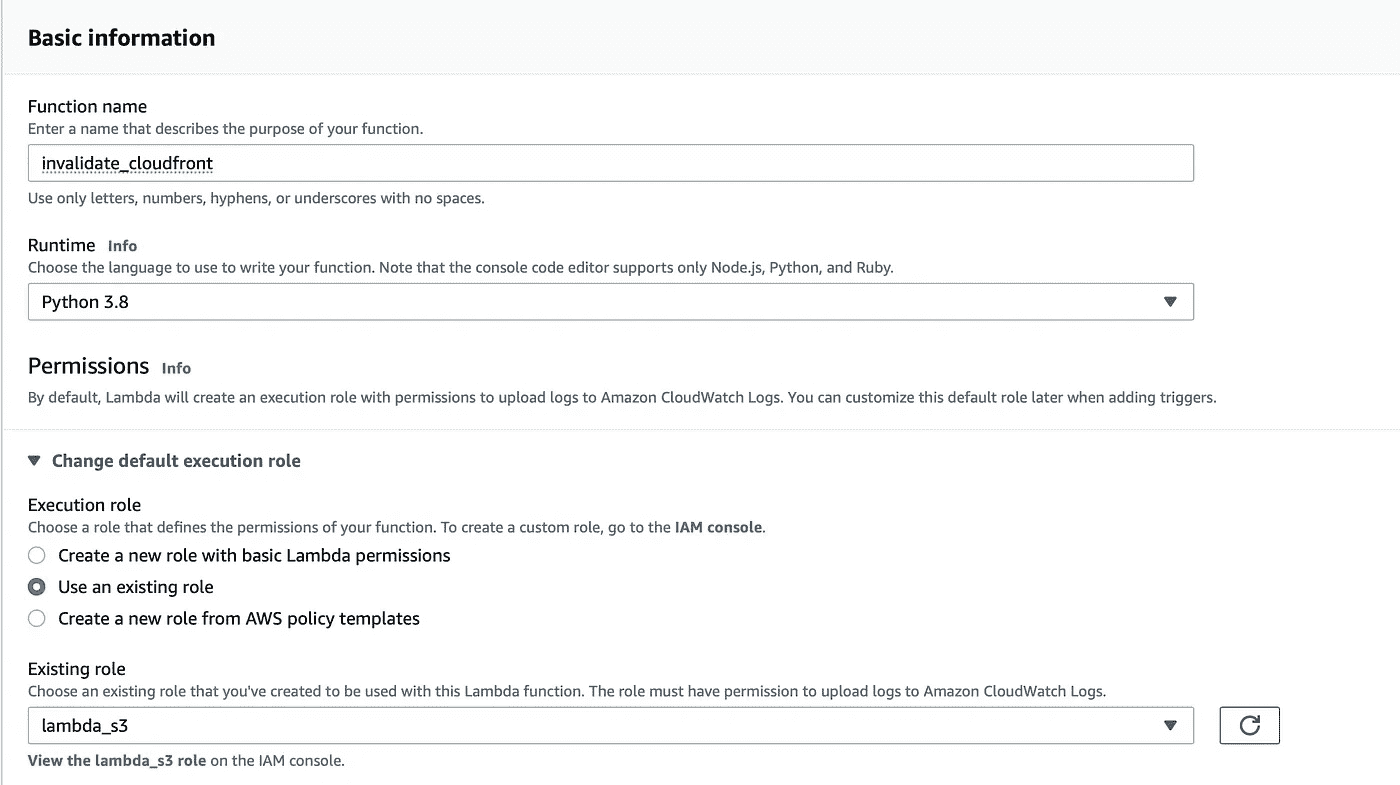 Basic information
Function name
Enter a name that describes the purpose of your function.
invalidate_cloudfront
Use only letters, numbers, hyphens, or underscores with no spaces.
Runtime Info
Choose the language to use to write your function. Note that the console code editor supports only Node.js, Python, and Ruby.
Python 3.8
Permissions Info
By default, Lambda will create an execution role with permissions to upload logs to Amazon CloudWatch Logs. You can customize this default role later when adding triggers.
Change default execution role
Execution role
Choose a role that defines the permissions of your function. To create a custom role, go to the IAM console.
Create a new role with basic Lambda permissions
Use an existing role
Create a new role from AWS policy templates
Existing role
Choose an existing role that you've created to be used with this Lambda function. The role must have permission to upload logs to Amazon CloudWatch Logs.
lambda_s3
View the lambda_s3 role on the IAM console.